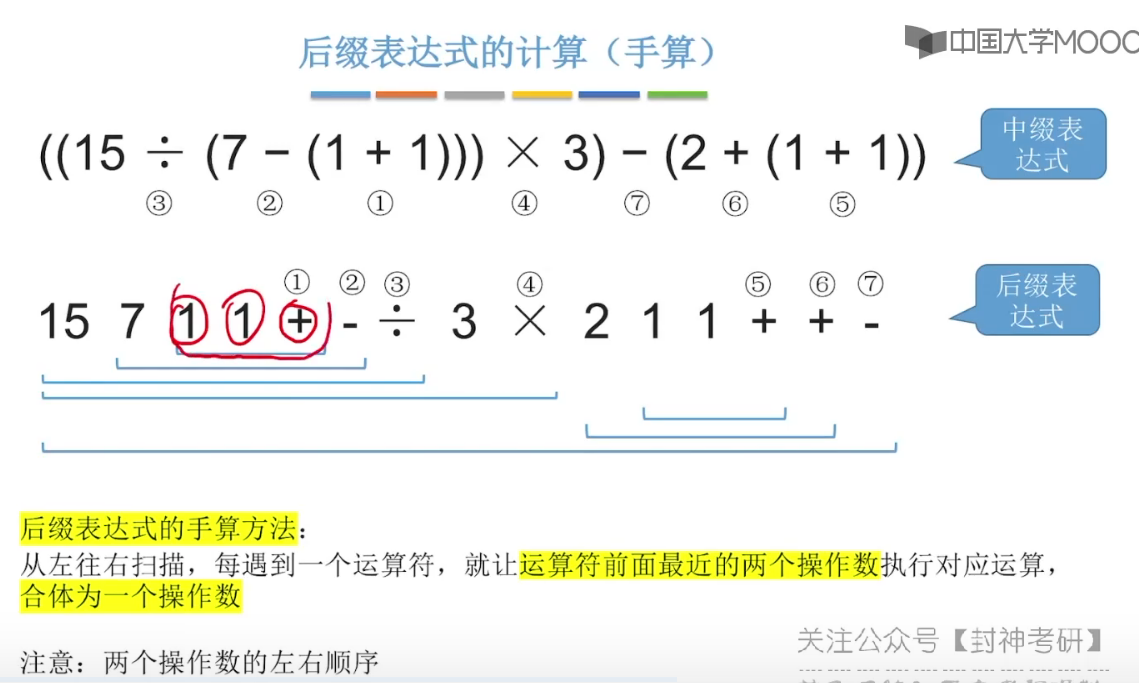 后缀表达式的计算（手算）
中国大学MOOC
((15 ÷ (7 − (1 + 1))) × 3) − (2 + (1 + 1))
③ ② ① ④ ⑦ ⑥ ⑤
中缀表
达式
① ② ③ ④ ⑤ ⑥ ⑦
15 7 1 1 + - ÷ 3 × 2 1 1 + + -
后缀表
达式
后缀表达式的手算方法：
从左往右扫描，每遇到一个运算符，就让运算符前面最近的两个操作数执行对应运算，
合体为一个操作数
关注公众号【封神考研】
注意：两个操作数的左右顺序